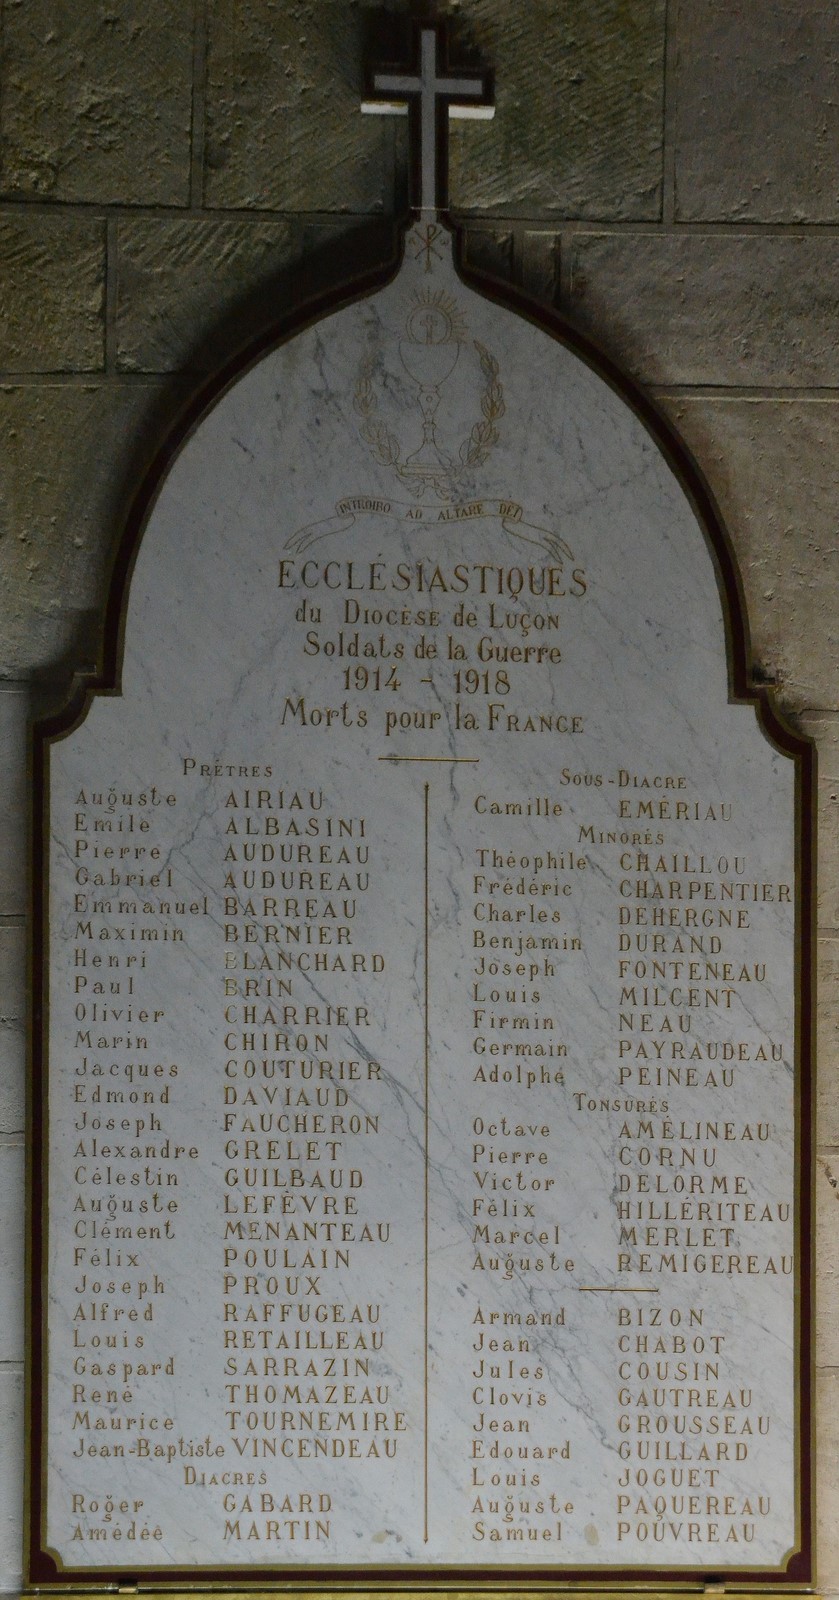 INTROIBO AD ALTARE DEI
ECCLÉSIASTIQUES
du DIOCÈSE de LUÇON
Soldats de la Guerre
1914 - 1918
Morts pour la FRANCE
PRÊTRES
Auguste AIRIAU
Emile ALBASINI
Pierre AUDUREAU
Gabriel AUDUREAU
Emmanuel BARREAU
Maximin BERNIER
Henri BLANCHARD
Paul BRIN
Olivier CHARRIER
Marin CHIRON
Jacques COUTURIER
Edmond DAVIAUD
Joseph FAUCHERON
Alexandre GRELET
Célestin GUILBAUD
Auguste LEFÈVRE
Clément MENANTEAU
Félix POULAIN
Joseph PROUX
Alfred RAFFUGEAU
Louis RETAILLEAU
Gaspard SARRAZIN
René THOMAZEAU
Maurice TOURNEMIRE
Jean-Baptiste VINCENDEAU
DIACRES
Roger GABARD
Amédée MARTIN
SOUS-DIACRE
Camille EMÉRIAU
MINORÉS
Théophile CHAILLOU
Frédéric CHARPENTIER
Charles DEHERGNE
Benjamin DURAND
Joseph FONTENEAU
Louis MILCENT
Firmin NEAU
Germain PAYRAUDEAU
Adolphe PEINEAU
TONSURÉS
Octave AMÉLINEAU
Pierre CORNU
Victor DELORME
Félix HILLÉRITEAU
Marcel MERLET
Auguste REMIGEREAU
Armand BIZON
Jean CHABOT
Jules COUSIN
Clovis GAUTREAU
Jean GROUSSEAU
Edouard GUILLARD
Louis JOGUET
Auguste PAQUEREAU
Samuel POUVREAU